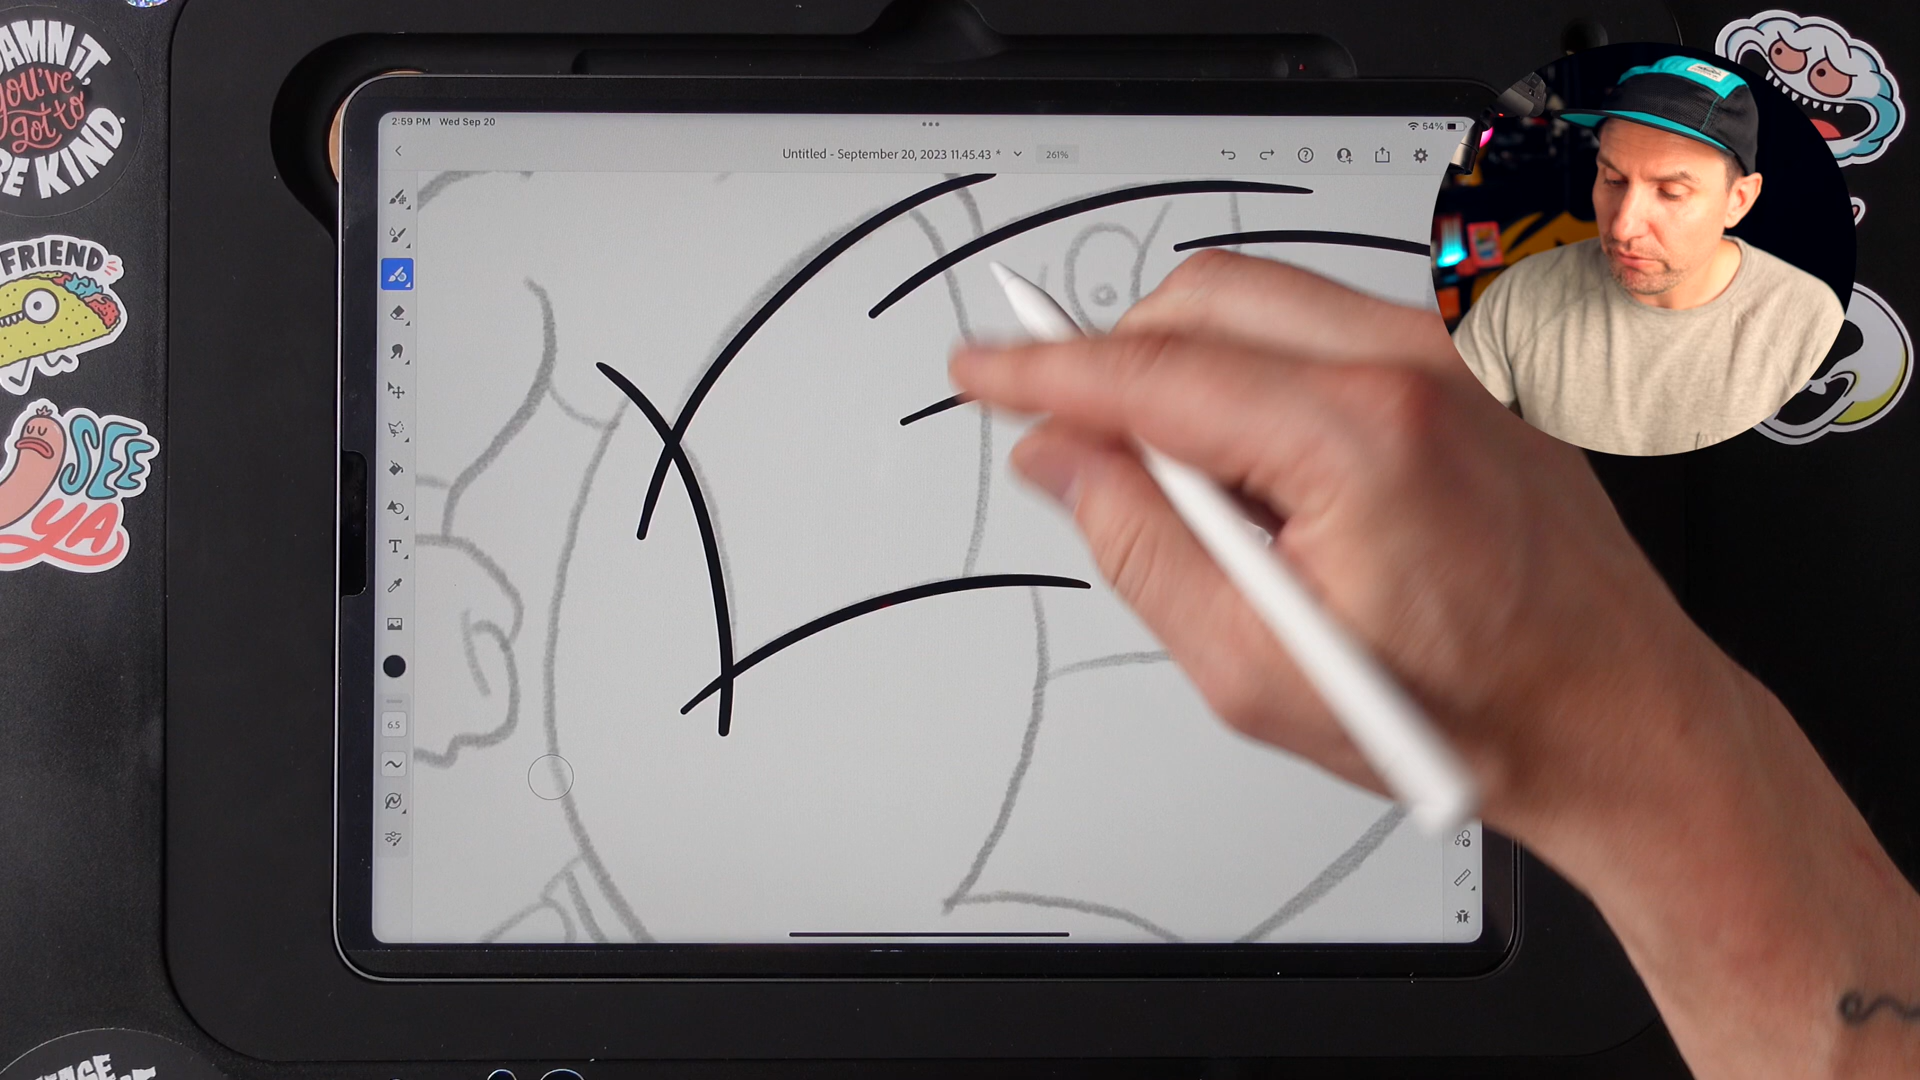 DAMN iT,
you've
got to
BE KIND.
FRIEND
SEE
YA
2:59 PM Wed Sep 20
54%
Untitled - September 20, 2023 11.45.43 *
261%
T
6.5